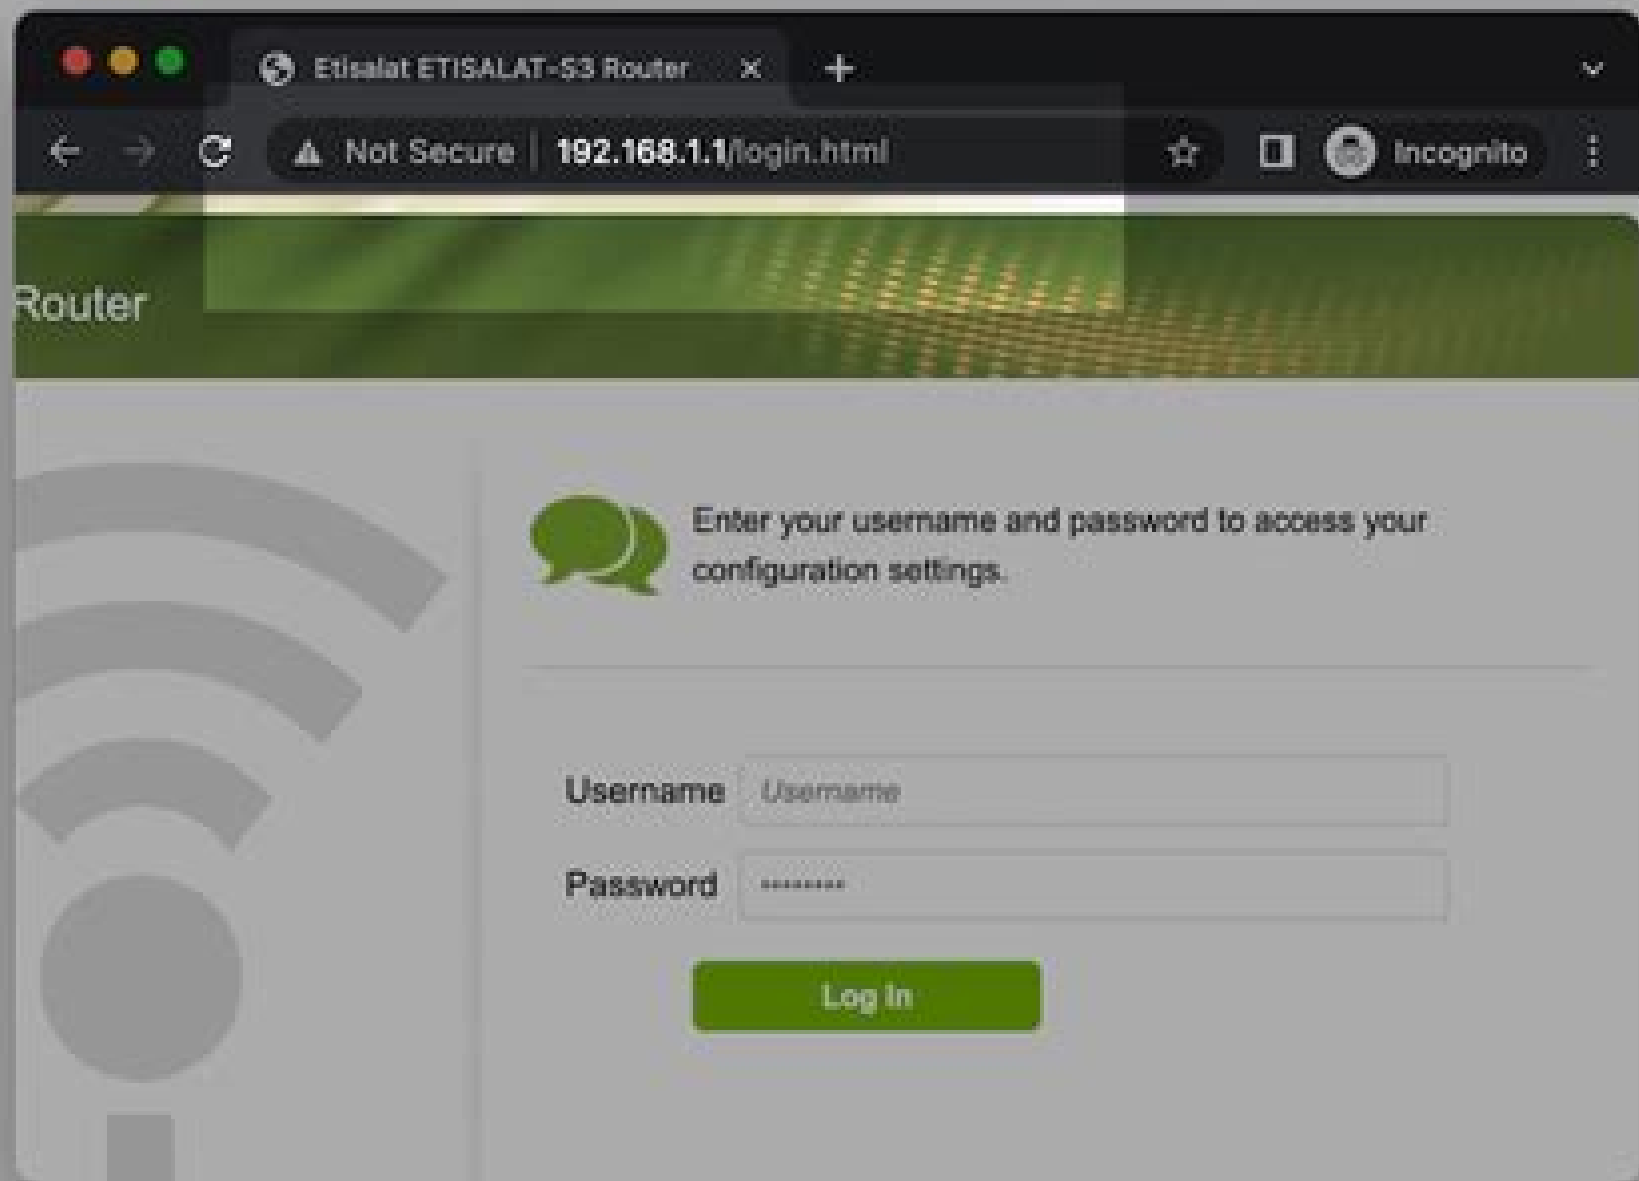 Etisalat ETISALAT-S3 Router
Not Secure | 192.168.1.1/login.html
Incognito
Router
Enter your username and password to access your
configuration settings.
Username Username
Password ••••••••
Log In